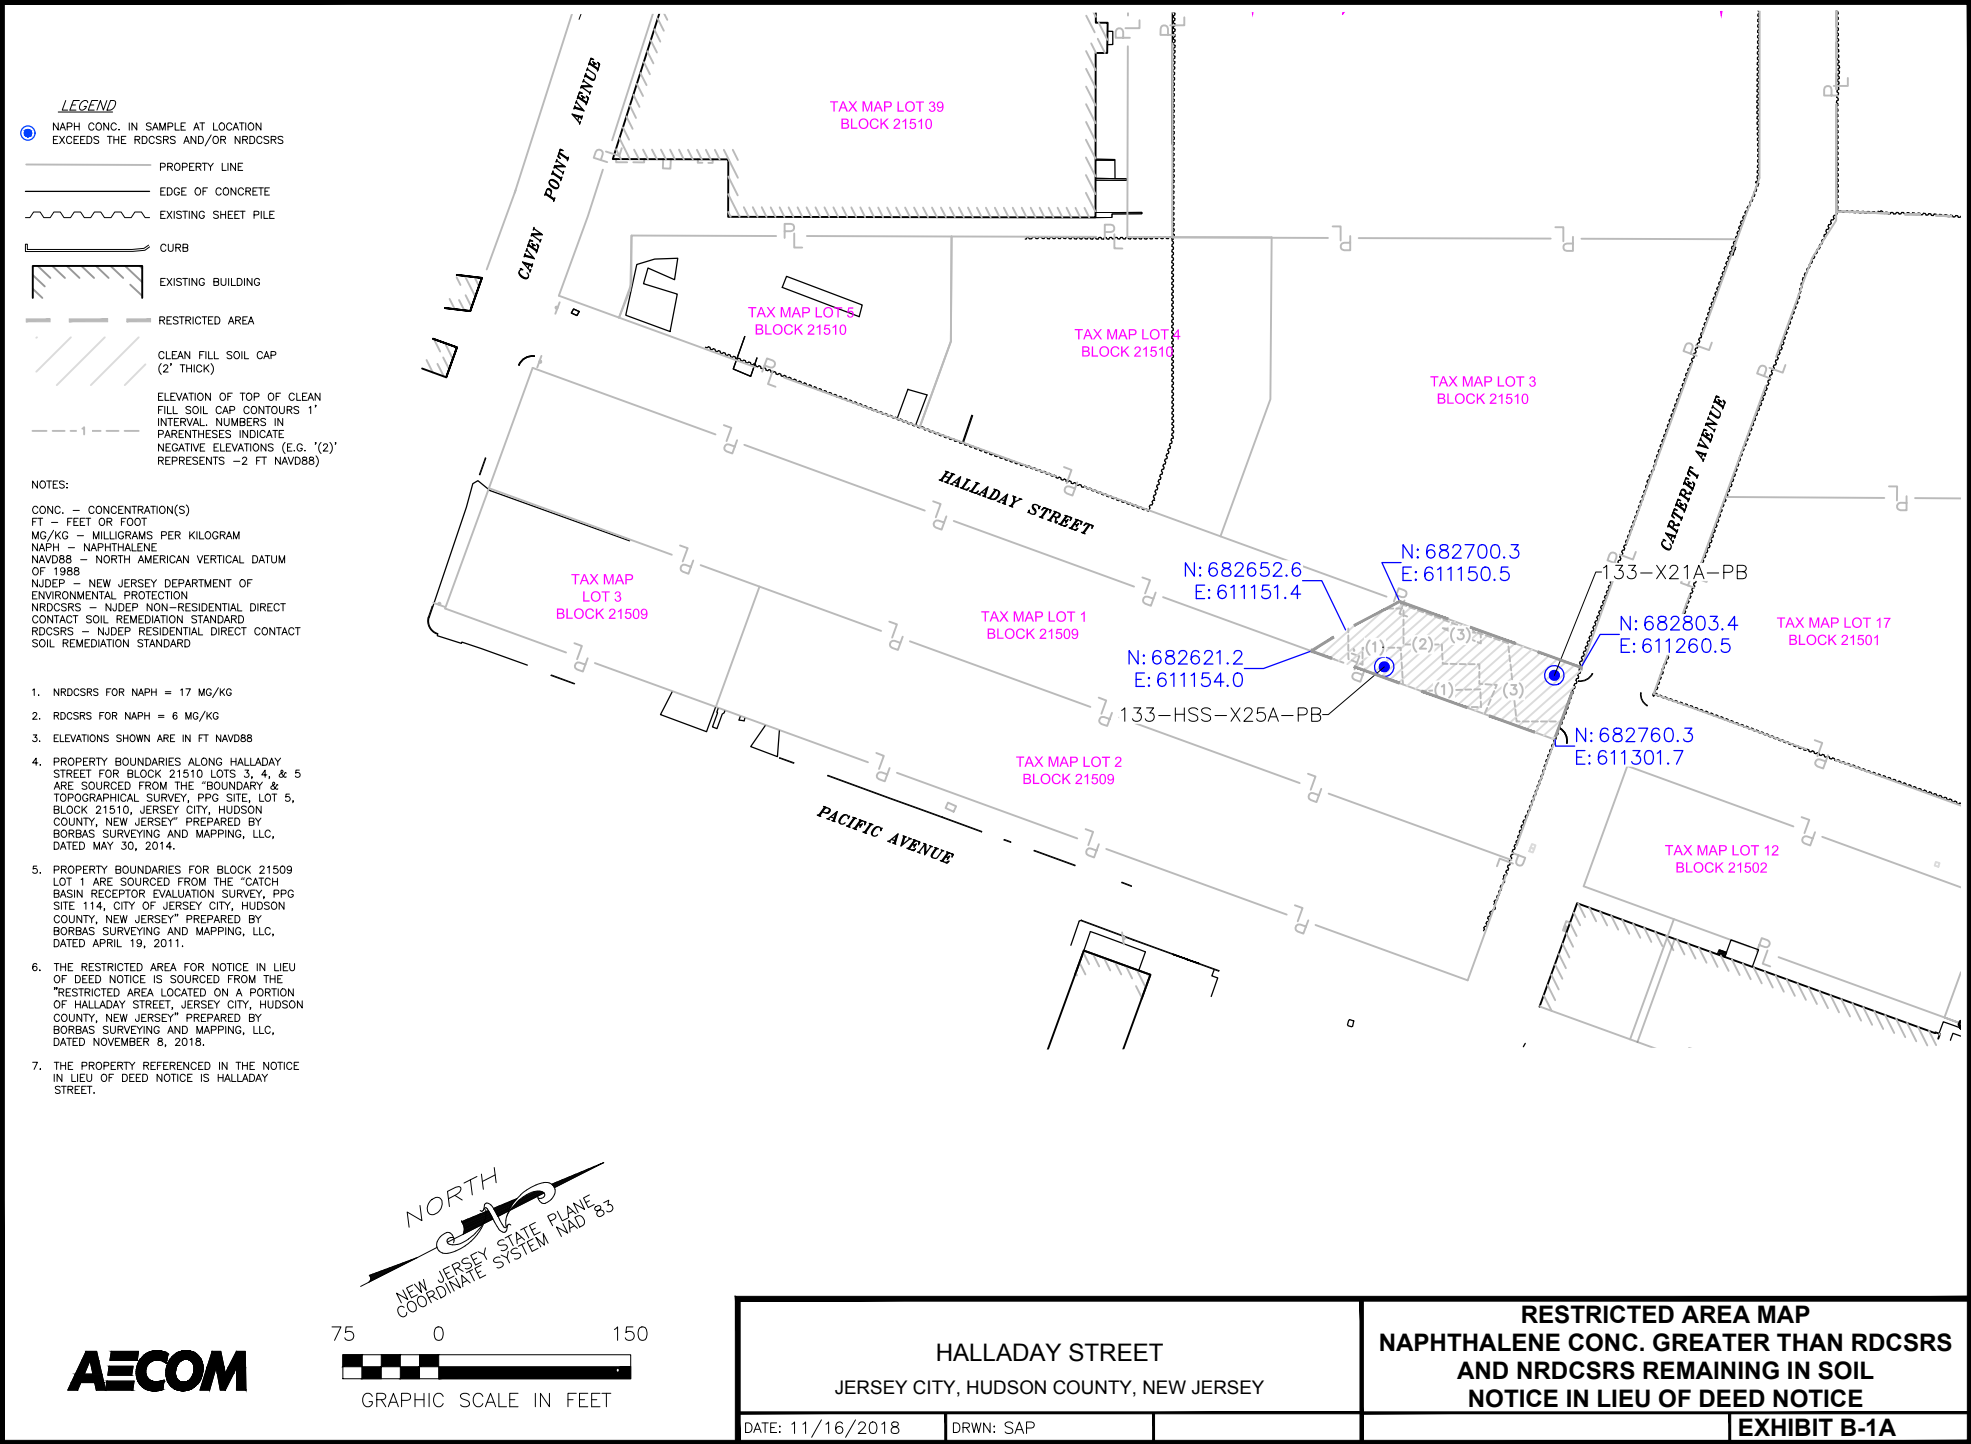 LEGEND
NAPH CONC. IN SAMPLE AT LOCATION
EXCEEDS THE RDCSRS AND/OR NRDCSRS
PROPERTY LINE
EDGE OF CONCRETE
EXISTING SHEET PILE
CURB
EXISTING BUILDING
RESTRICTED AREA
CLEAN FILL SOIL CAP
(2' THICK)
1
ELEVATION OF TOP OF CLEAN
FILL SOIL CAP CONTOURS 1'
INTERVAL. NUMBERS IN
PARENTHESES INDICATE
NEGATIVE ELEVATIONS (E.G. '(2)'
REPRESENTS -2 FT NAVD88)
NOTES:
CONC. - CONCENTRATION(S)
FT - FEET OR FOOT
MG/KG - MILLIGRAMS PER KILOGRAM
NAPH - NAPHTHALENE
NAVD88 - NORTH AMERICAN VERTICAL DATUM
OF 1988
NJDEP - NEW JERSEY DEPARTMENT OF
ENVIRONMENTAL PROTECTION
NRDCSRS - NJDEP NON-RESIDENTIAL DIRECT
CONTACT SOIL REMEDIATION STANDARD
RDCSRS - NJDEP RESIDENTIAL DIRECT CONTACT
SOIL REMEDIATION STANDARD
1. NRDCSRS FOR NAPH = 17 MG/KG
2. RDCSRS FOR NAPH = 6 MG/KG
3. ELEVATIONS SHOWN ARE IN FT NAVD88
4. PROPERTY BOUNDARIES ALONG HALLADAY
STREET FOR BLOCK 21510 LOTS 3, 4, & 5
ARE SOURCED FROM THE "BOUNDARY &
TOPOGRAPHICAL SURVEY, PPG SITE, LOT 5,
BLOCK 21510, JERSEY CITY, HUDSON
COUNTY, NEW JERSEY" PREPARED BY
BORBAS SURVEYING AND MAPPING, LLC,
DATED MAY 30, 2014.
5. PROPERTY BOUNDARIES FOR BLOCK 21509
LOT 1 ARE SOURCED FROM THE "CATCH
BASIN RECEPTOR EVALUATION SURVEY, PPG
SITE 114, CITY OF JERSEY CITY, HUDSON
COUNTY, NEW JERSEY" PREPARED BY
BORBAS SURVEYING AND MAPPING, LLC,
DATED APRIL 19, 2011.
6. THE RESTRICTED AREA FOR NOTICE IN LIEU
OF DEED NOTICE IS SOURCED FROM THE
"RESTRICTED AREA LOCATED ON A PORTION
OF HALLADAY STREET, JERSEY CITY, HUDSON
COUNTY, NEW JERSEY" PREPARED BY
BORBAS SURVEYING AND MAPPING, LLC,
DATED NOVEMBER 8, 2018.
7. THE PROPERTY REFERENCED IN THE NOTICE
IN LIEU OF DEED NOTICE IS HALLADAY
STREET.
CAVEN POINT AVENUE
TAX MAP LOT 39
BLOCK 21510
TAX MAP LOT 5
BLOCK 21510
TAX MAP LOT 4
BLOCK 21510
TAX MAP LOT 3
BLOCK 21510
HALLADAY STREET
CARTERET AVENUE
TAX MAP
LOT 3
BLOCK 21509
TAX MAP LOT 1
BLOCK 21509
TAX MAP LOT 2
BLOCK 21509
TAX MAP LOT 17
BLOCK 21501
TAX MAP LOT 12
BLOCK 21502
PACIFIC AVENUE
N: 682700.3
E: 611150.5
N: 682652.6
E: 611151.4
133-X21A-PB
N: 682803.4
E: 611260.5
N: 682621.2
E: 611154.0
133-HSS-X25A-PB
N: 682760.3
E: 611301.7
(1) (2) (3)
(1) (3)
NORTH
NEW JERSEY STATE PLANE
COORDINATE SYSTEM NAD 83
75 0 150
GRAPHIC SCALE IN FEET
AECOM
HALLADAY STREET
JERSEY CITY, HUDSON COUNTY, NEW JERSEY
DATE: 11/16/2018
DRWN: SAP
RESTRICTED AREA MAP
NAPHTHALENE CONC. GREATER THAN RDCSRS
AND NRDCSRS REMAINING IN SOIL
NOTICE IN LIEU OF DEED NOTICE
EXHIBIT B-1A